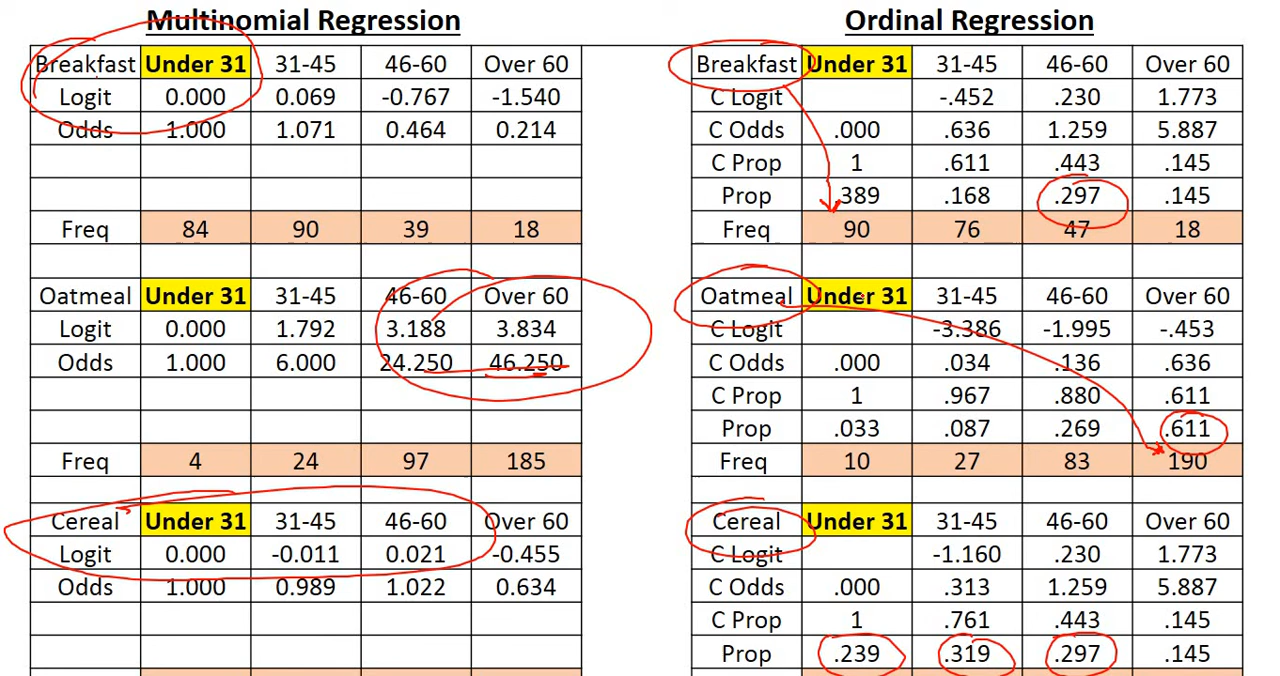 Multinomial Regression
Breakfast Under 31 31-45 46-60 Over 60
Logit 0.000 0.069 -0.767 -1.540
Odds 1.000 1.071 0.464 0.214
Freq 84 90 39 18
Oatmeal Under 31 31-45 46-60 Over 60
Logit 0.000 1.792 3.188 3.834
Odds 1.000 6.000 24.250 46.250
Freq 4 24 97 185
Cereal Under 31 31-45 46-60 Over 60
Logit 0.000 -0.011 0.021 -0.455
Odds 1.000 0.989 1.022 0.634
Ordinal Regression
Breakfast Under 31 31-45 46-60 Over 60
C Logit -.452 .230 1.773
C Odds .000 .636 1.259 5.887
C Prop 1 .611 .443 .145
Prop .389 .168 .297 .145
Freq 90 76 47 18
Oatmeal Under 31 31-45 46-60 Over 60
C Logit -3.386 -1.995 -.453
C Odds .000 .034 .136 .636
C Prop 1 .967 .880 .611
Prop .033 .087 .269 .611
Freq 10 27 83 190
Cereal Under 31 31-45 46-60 Over 60
C Logit -1.160 .230 1.773
C Odds .000 .313 1.259 5.887
C Prop 1 .761 .443 .145
Prop .239 .319 .297 .145